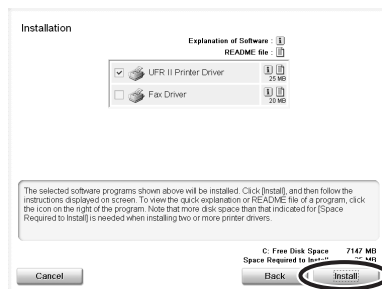 Installation
Explanation of Software :
README file :
UFR II Printer Driver
25 MB
Fax Driver
20 MB
The selected software programs shown above will be installed. Click [Install], and then follow the
instructions displayed on screen. To view the quick explanation or README file of a program, click
the icon on the right of the program. Note that more disk space than that indicated for [Space
Required to Install] is needed when installing two or more printer drivers.
C: Free Disk Space 7147 MB
Space Required to Install 25 MB
Cancel
Back
Install